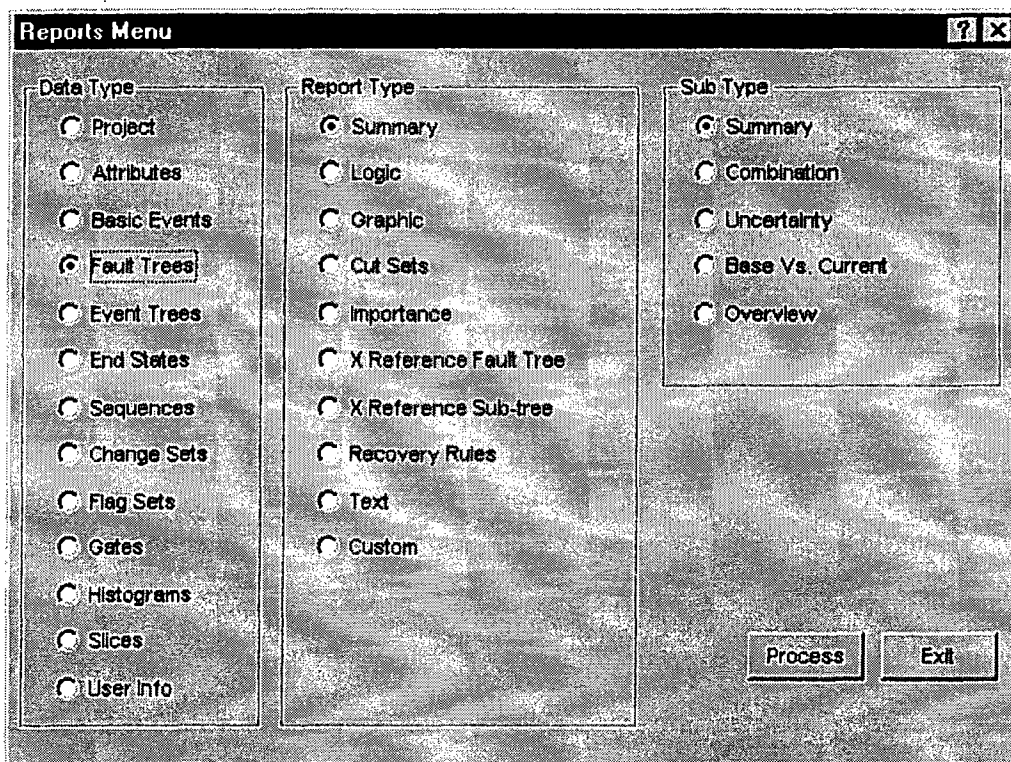 Reports Menu
Data Type
Project
Attributes
Basic Events
Fault Trees
Event Trees
End States
Sequences
Change Sets
Flag Sets
Gates
Histograms
Slices
User Info
Report Type
Summary
Logic
Graphic
Cut Sets
Importance
X Reference Fault Tree
X Reference Sub-tree
Recovery Rules
Text
Custom
Sub Type
Summary
Combination
Uncertainty
Base Vs. Current
Overview
Process
Exit